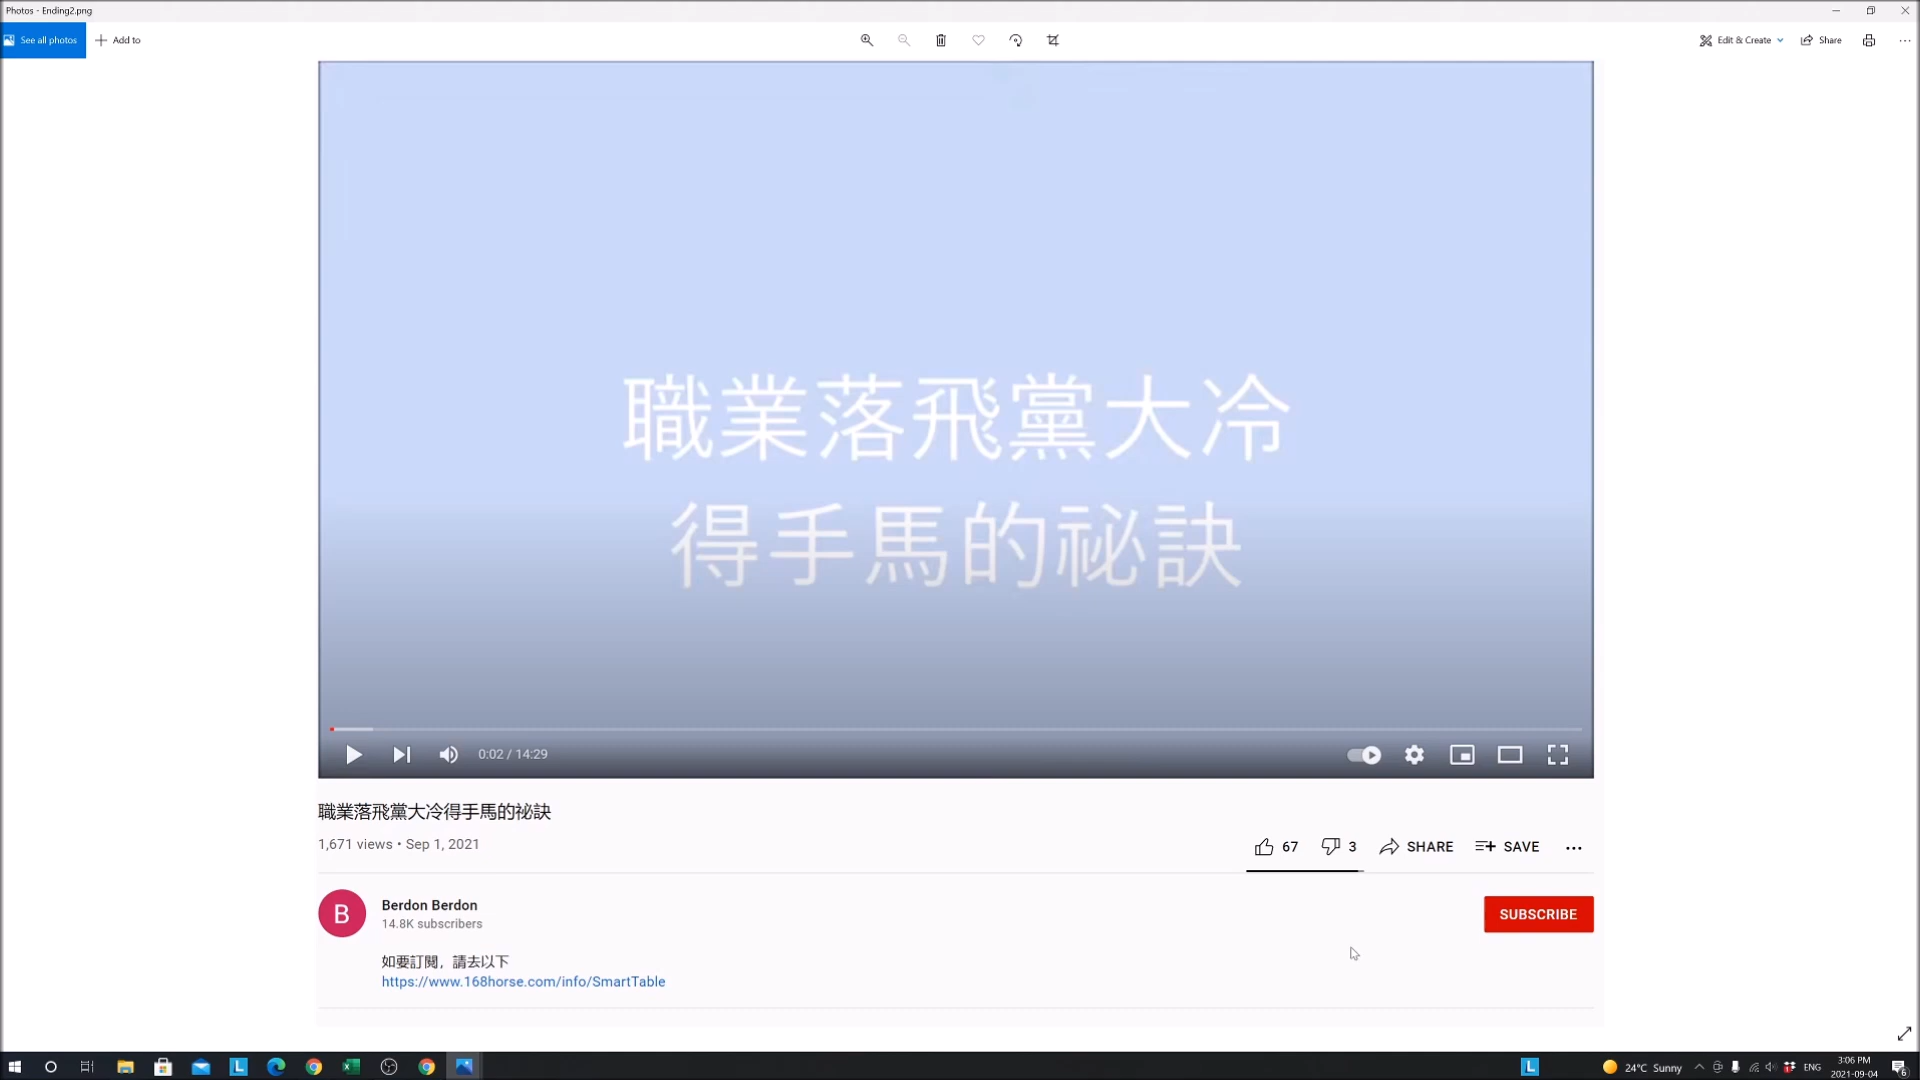 Photos - Ending2.png
See all photos
Add to
Edit & Create
Share
職業落飛黨大冷
得手馬的祕訣
0:02 / 14:29
職業落飛黨大冷得手馬的祕訣
1,671 views • Sep 1, 2021
67
3
SHARE
SAVE
B
Berdon Berdon
14.8K subscribers
SUBSCRIBE
如要訂閱，請去以下
https://www.168horse.com/info/SmartTable
L
L
24°C Sunny
ENG
3:06 PM
2021-09-04
6